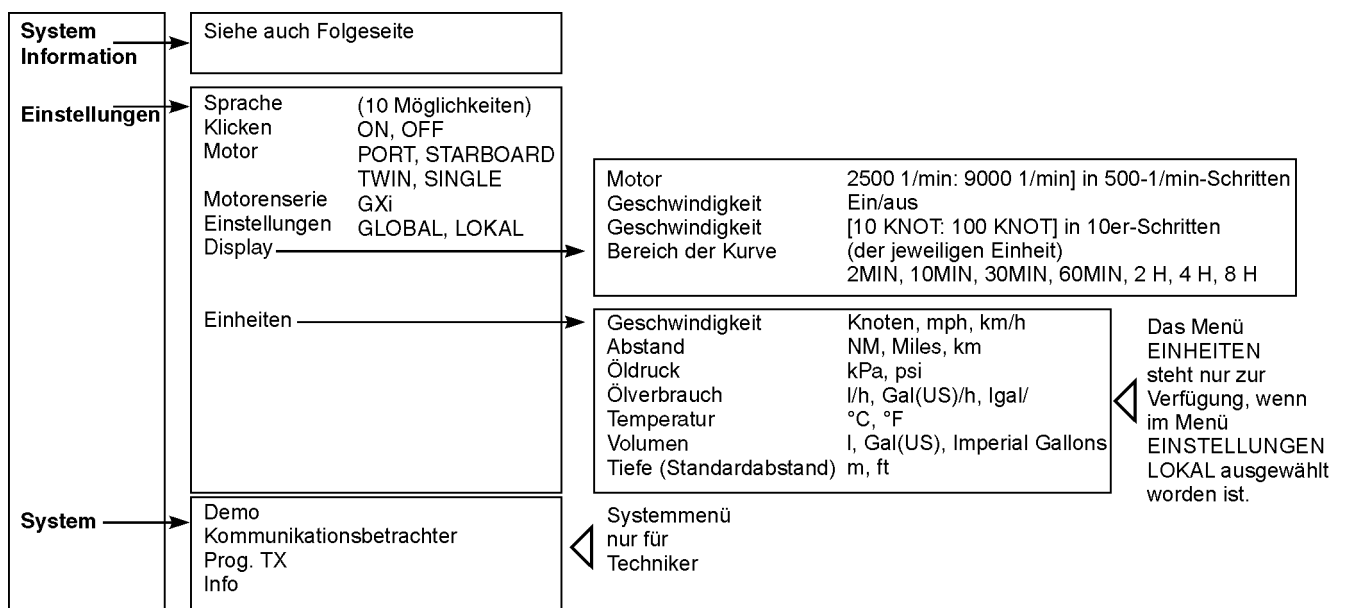 System
Information
Siehe auch Folgeseite
Einstellungen
Sprache (10 Möglichkeiten)
Klicken ON, OFF
Motor PORT, STARBOARD
TWIN, SINGLE
Motorenserie GXi
Einstellungen GLOBAL, LOKAL
Display
Motor 2500 1/min: 9000 1/min] in 500-1/min-Schritten
Geschwindigkeit Ein/aus
Geschwindigkeit [10 KNOT: 100 KNOT] in 10er-Schritten
Bereich der Kurve (der jeweiligen Einheit)
2MIN, 10MIN, 30MIN, 60MIN, 2 H, 4 H, 8 H
Einheiten
Geschwindigkeit Knoten, mph, km/h
Abstand NM, Miles, km
Öldruck kPa, psi
Ölverbrauch l/h, Gal(US)/h, Igal/
Temperatur °C, °F
Volumen l, Gal(US), Imperial Gallons
Tiefe (Standardabstand) m, ft
Das Menü
EINHEITEN
steht nur zur
Verfügung, wenn
im Menü
EINSTELLUNGEN
LOKAL ausgewählt
worden ist.
System
Demo
Kommunikationsbetrachter
Prog. TX
Info
Systemmenü
nur für
Techniker